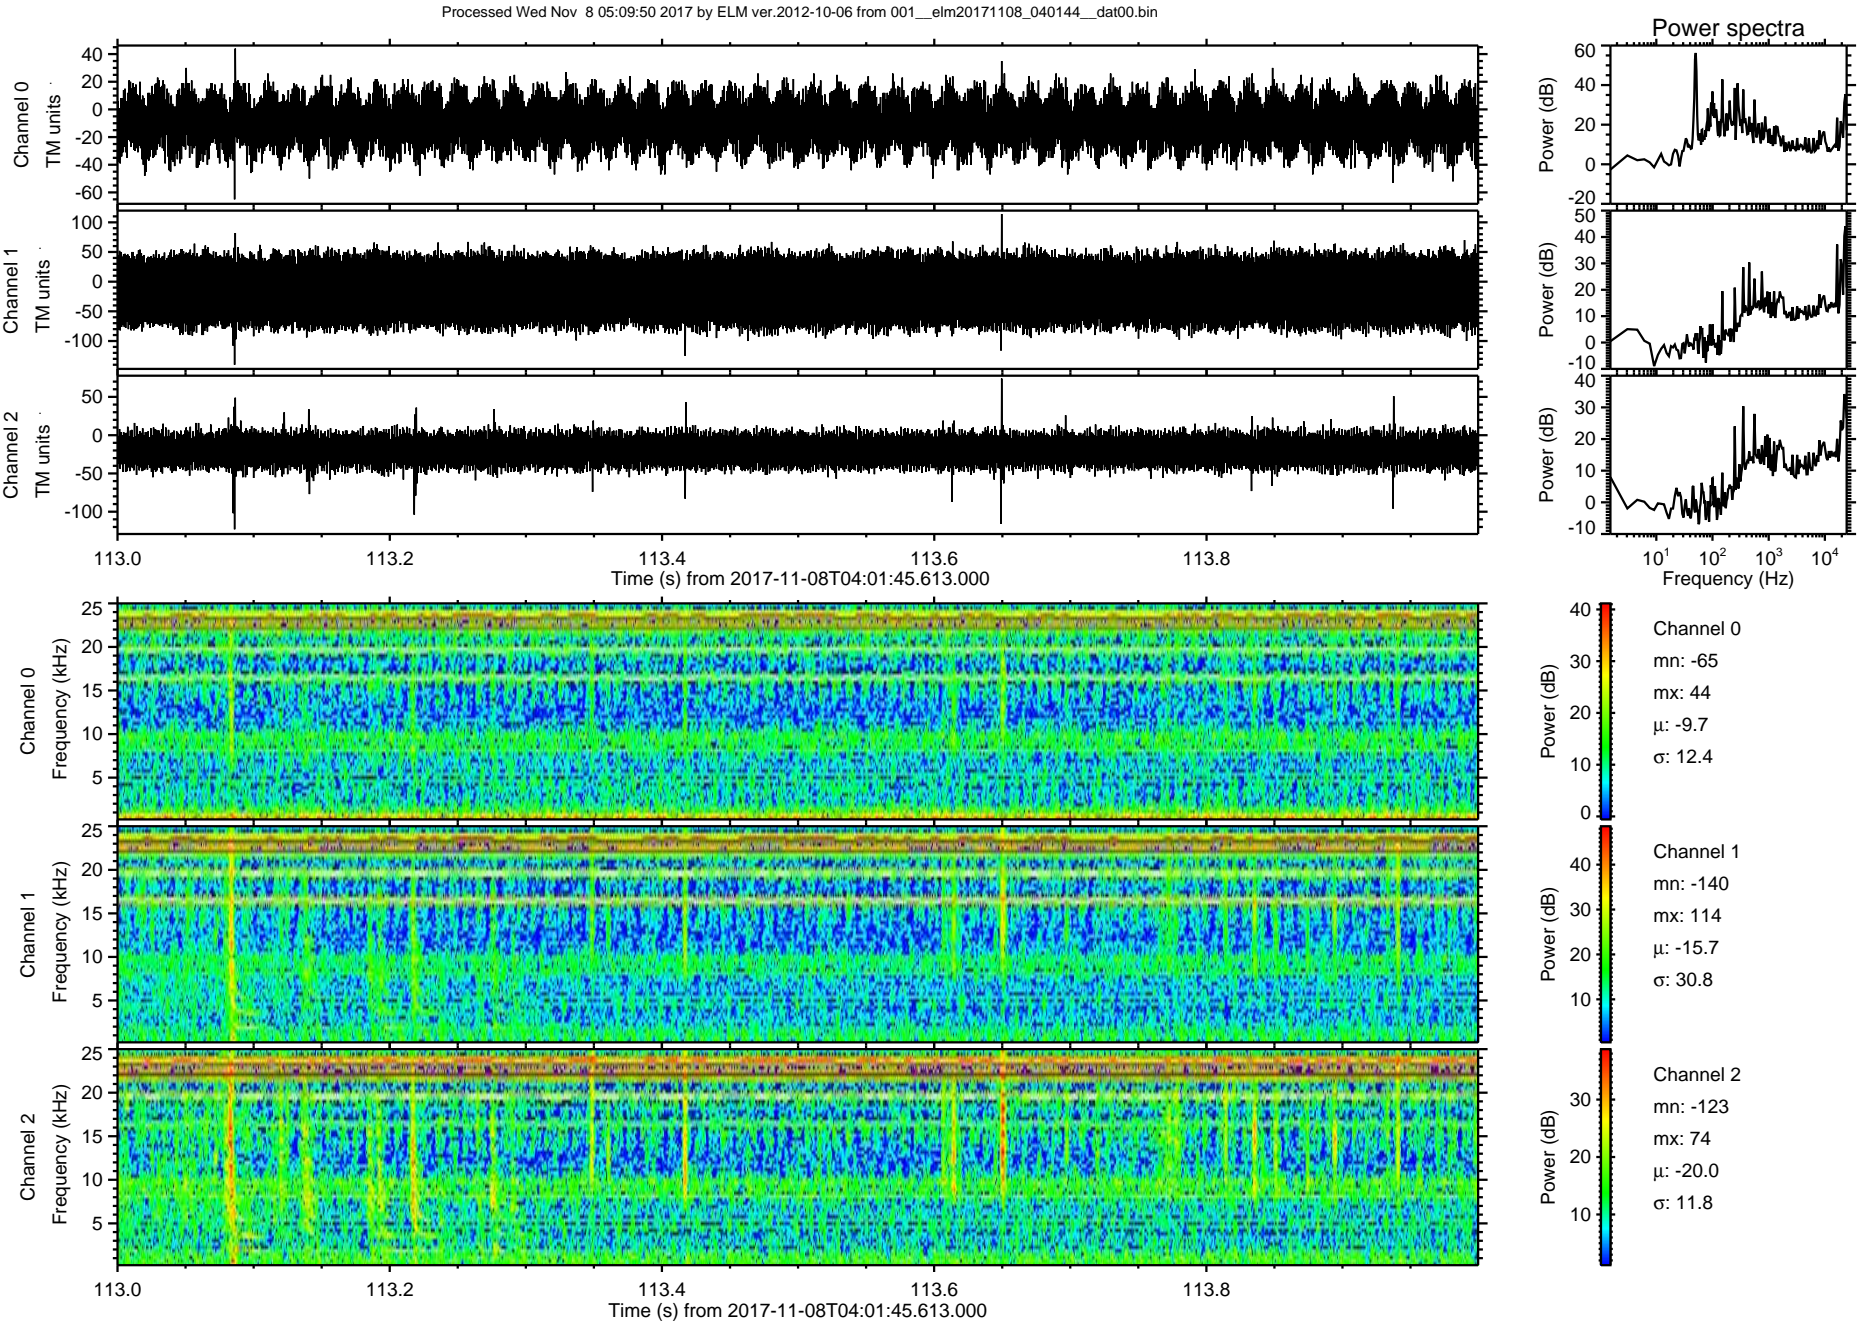 Processed Wed Nov  8 05:09:50 2017 by ELM ver.2012-10-06 from 001__elm20171108_040144__dat00.bin
Power spectra
Channel 0
TM units
40
20
0
-20
-40
-60
Power (dB)
60
40
20
0
-20
Channel 1
TM units
100
50
0
-50
-100
Power (dB)
50
40
30
20
10
0
-10
Channel 2
TM units
50
0
-50
-100
Power (dB)
40
30
20
10
0
-10
113.0 113.2 113.4 113.6 113.8
Time (s) from 2017-11-08T04:01:45.613.000
10^1 10^2 10^3 10^4
Frequency (Hz)
Channel 0
Frequency (kHz)
25
20
15
10
5
Power (dB)
40
30
20
10
0
Channel 0
mn: -65
mx: 44
μ: -9.7
σ: 12.4
Channel 1
Frequency (kHz)
25
20
15
10
5
Power (dB)
40
30
20
10
Channel 1
mn: -140
mx: 114
μ: -15.7
σ: 30.8
Channel 2
Frequency (kHz)
25
20
15
10
5
Power (dB)
30
20
10
Channel 2
mn: -123
mx: 74
μ: -20.0
σ: 11.8
113.0 113.2 113.4 113.6 113.8
Time (s) from 2017-11-08T04:01:45.613.000